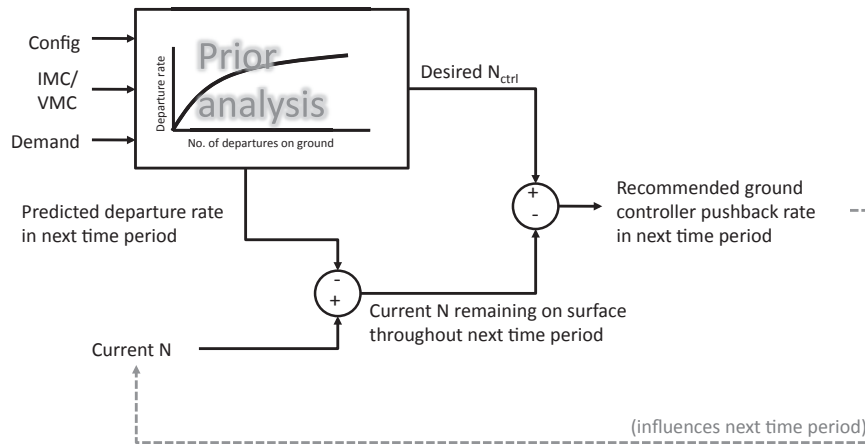 Config
IMC/
VMC
Demand
Departure rate
Prior
analysis
No. of departures on ground
Desired N_ctrl
Predicted departure rate
in next time period
+
-
Recommended ground
controller pushback rate
in next time period
-
+
Current N remaining on surface
throughout next time period
Current N
(influences next time period)